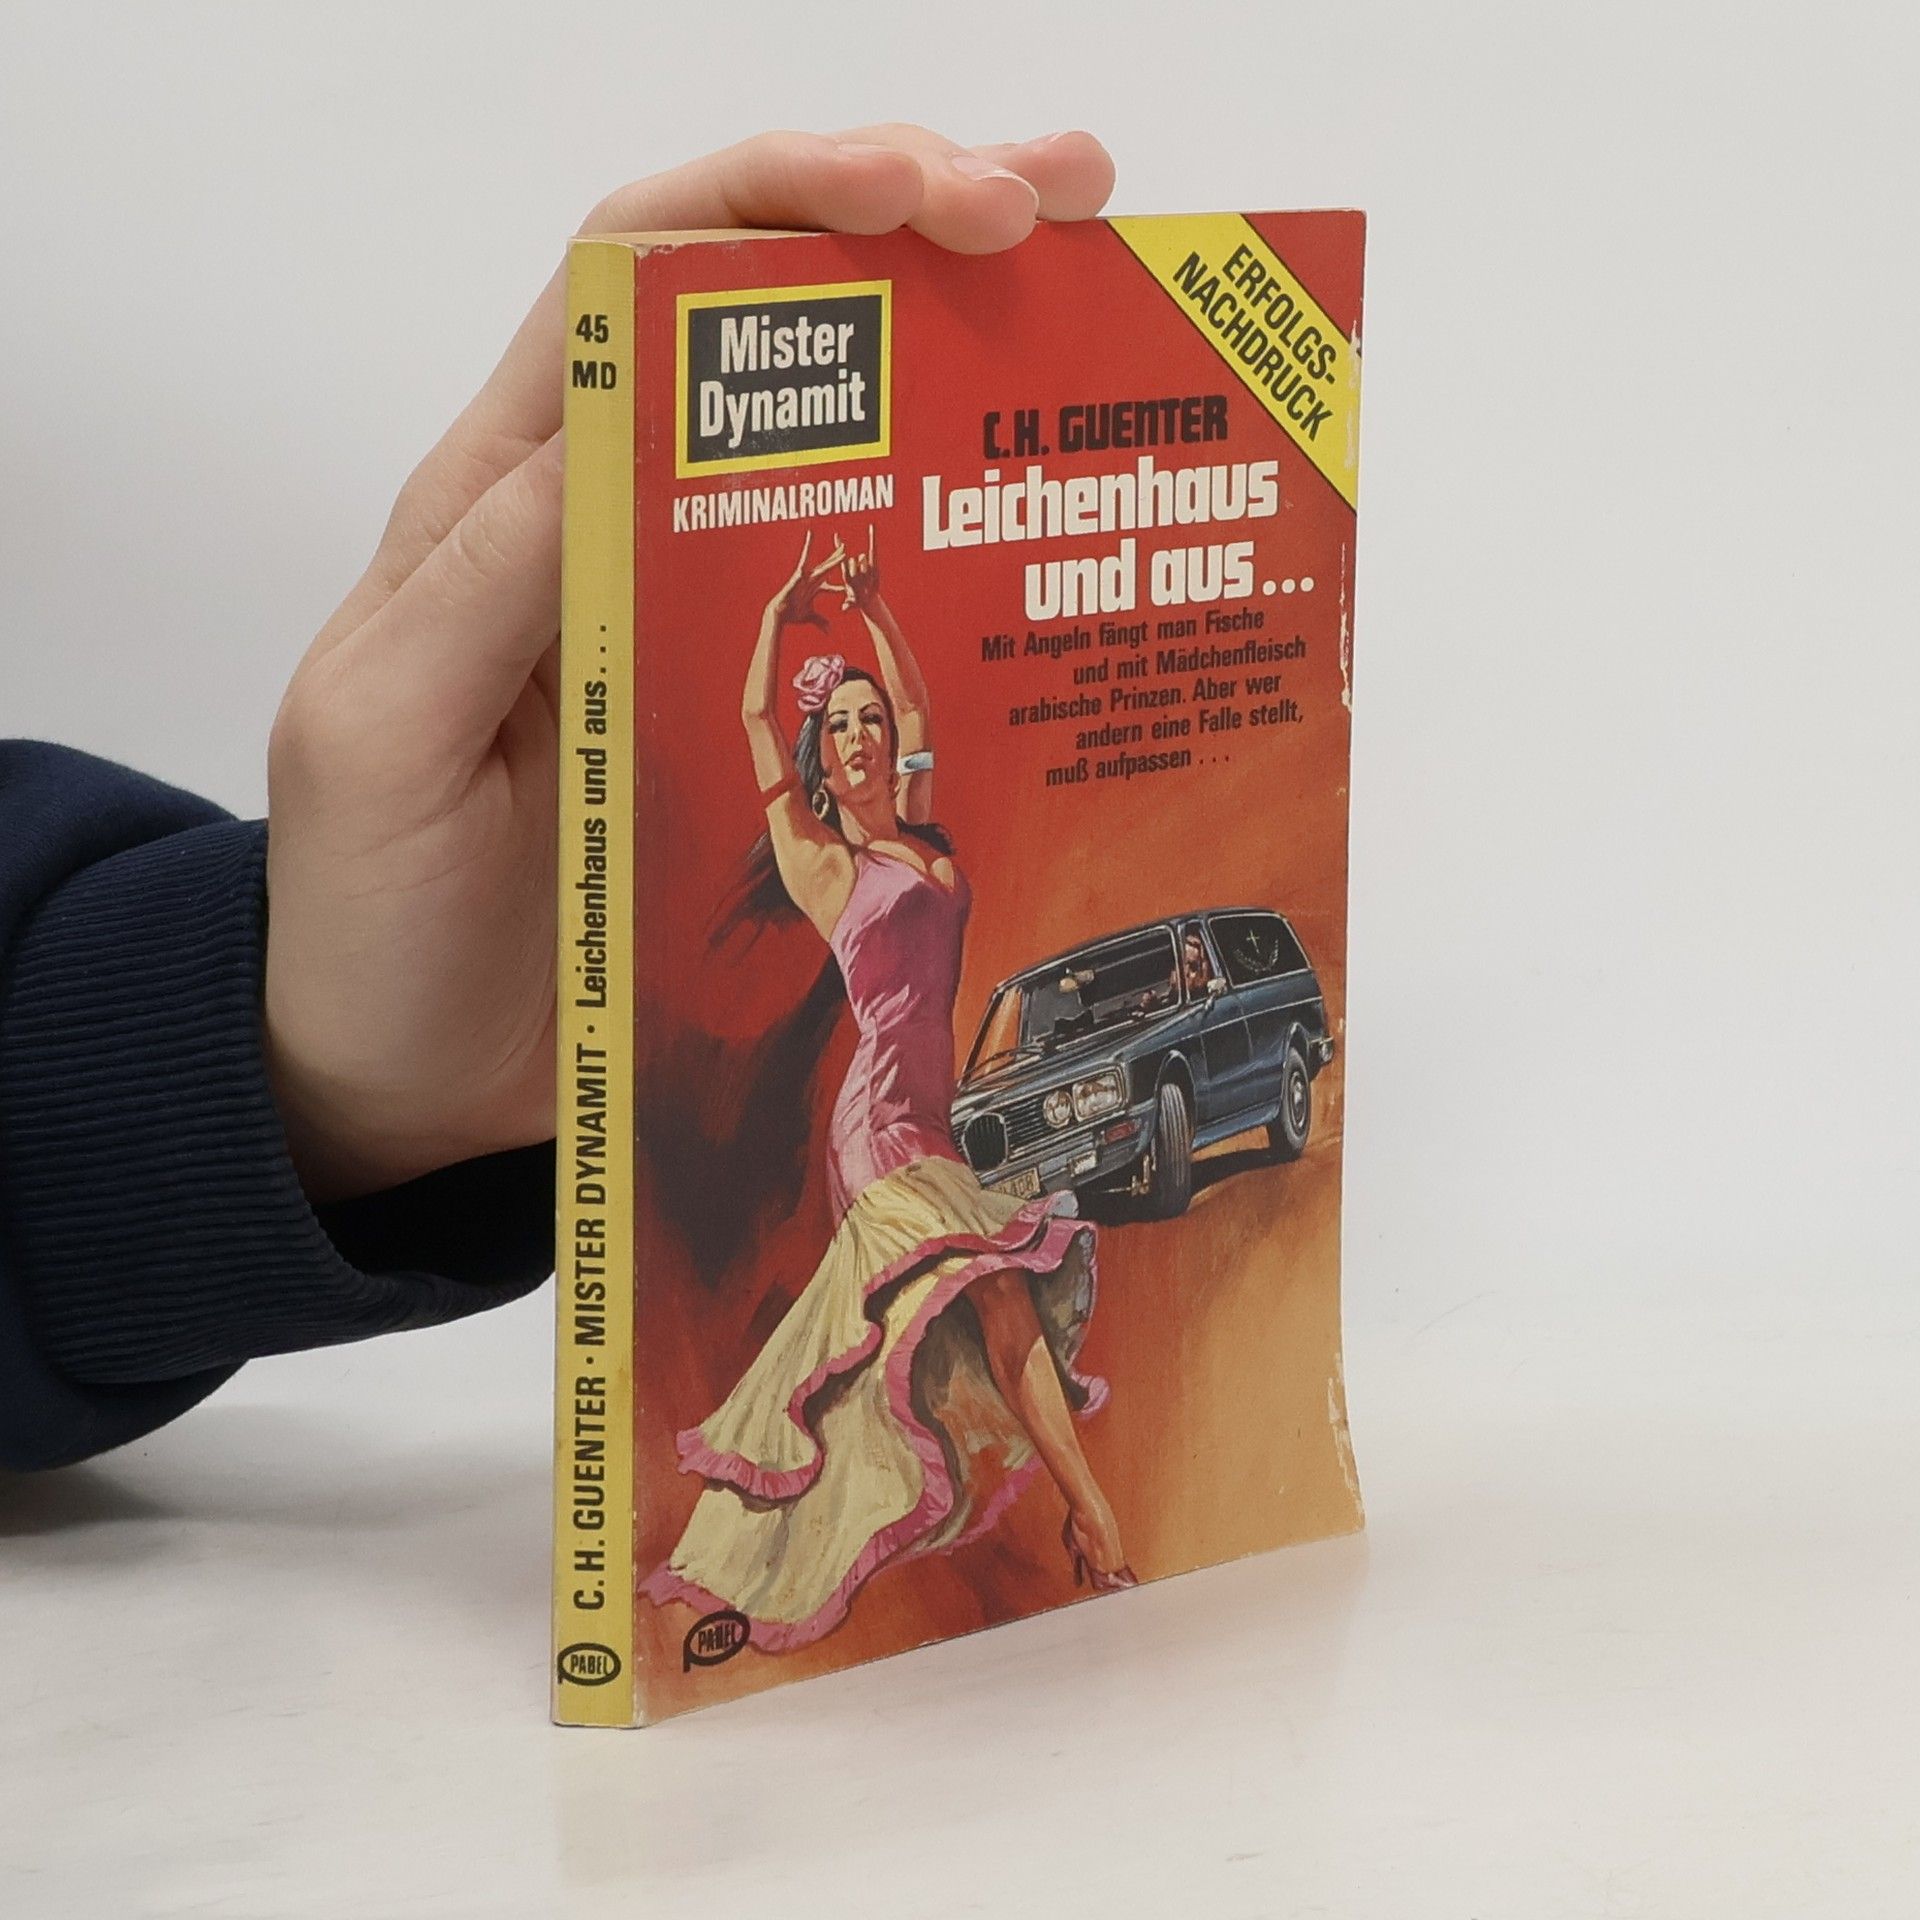 45
MD
C. H. GUENTER · MISTER DYNAMIT · Leichenhaus und aus...
PABEL
Mister
Dynamit
KRIMINALROMAN
ERFOLGS-
NACHDRUCK
C.H. GUENTER
Leichenhaus
und aus...
Mit Angeln fängt man Fische
und mit Mädchenfleisch
arabische Prinzen. Aber wer
andern eine Falle stellt,
muß aufpassen . . .
PABEL